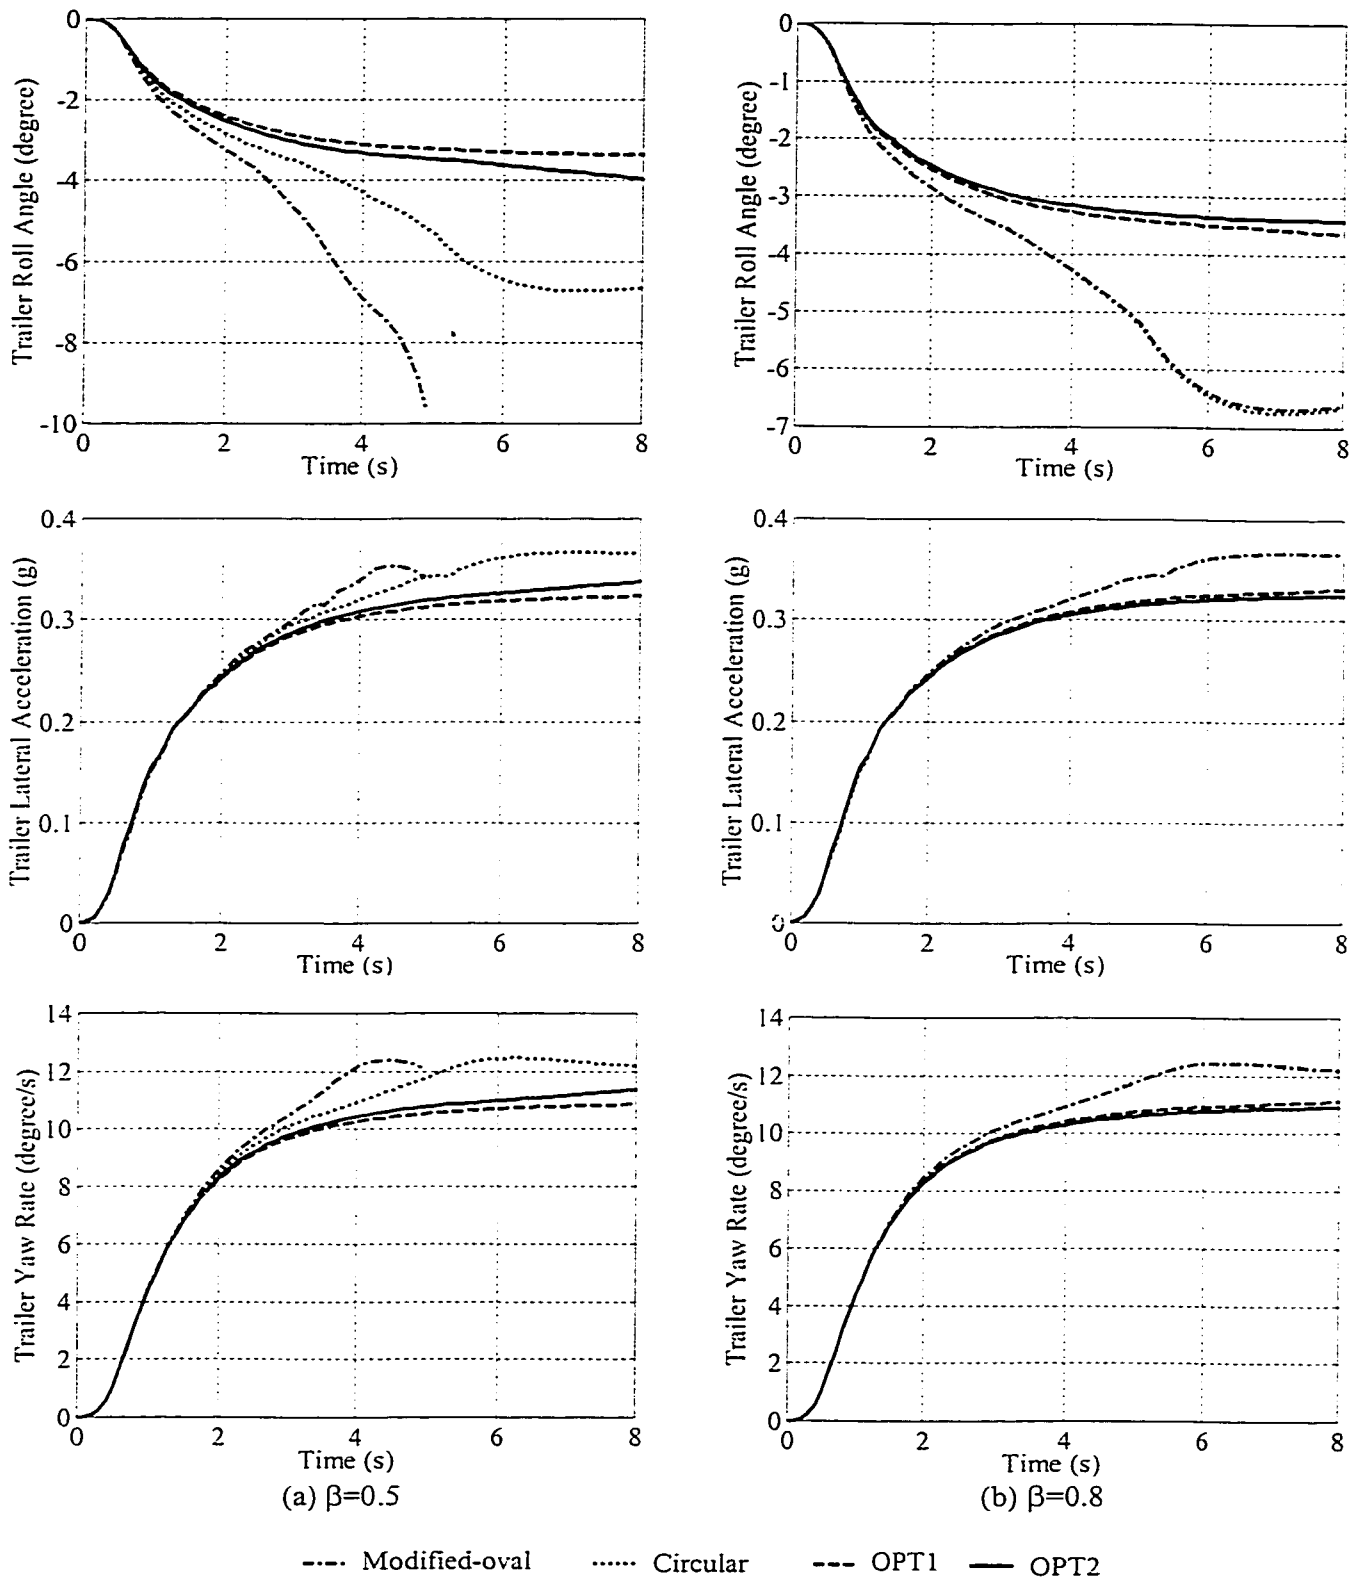 0
-2
-4
-6
-8
-10
0 2 4 6 8
Time (s)
Trailer Roll Angle (degree)
0
-1
-2
-3
-4
-5
-6
-7
0 2 4 6 8
Time (s)
Trailer Roll Angle (degree)
0.4
0.3
0.2
0.1
0
0 2 4 6 8
Time (s)
Trailer Lateral Acceleration (g)
0.4
0.3
0.2
0.1
0
0 2 4 6 8
Time (s)
Trailer Lateral Acceleration (g)
14
12
10
8
6
4
2
0
0 2 4 6 8
Time (s)
Trailer Yaw Rate (degree/s)
(a) β=0.5
14
12
10
8
6
4
2
0
0 2 4 6 8
Time (s)
Trailer Yaw Rate (degree/s)
(b) β=0.8
Modified-oval Circular OPT1 OPT2